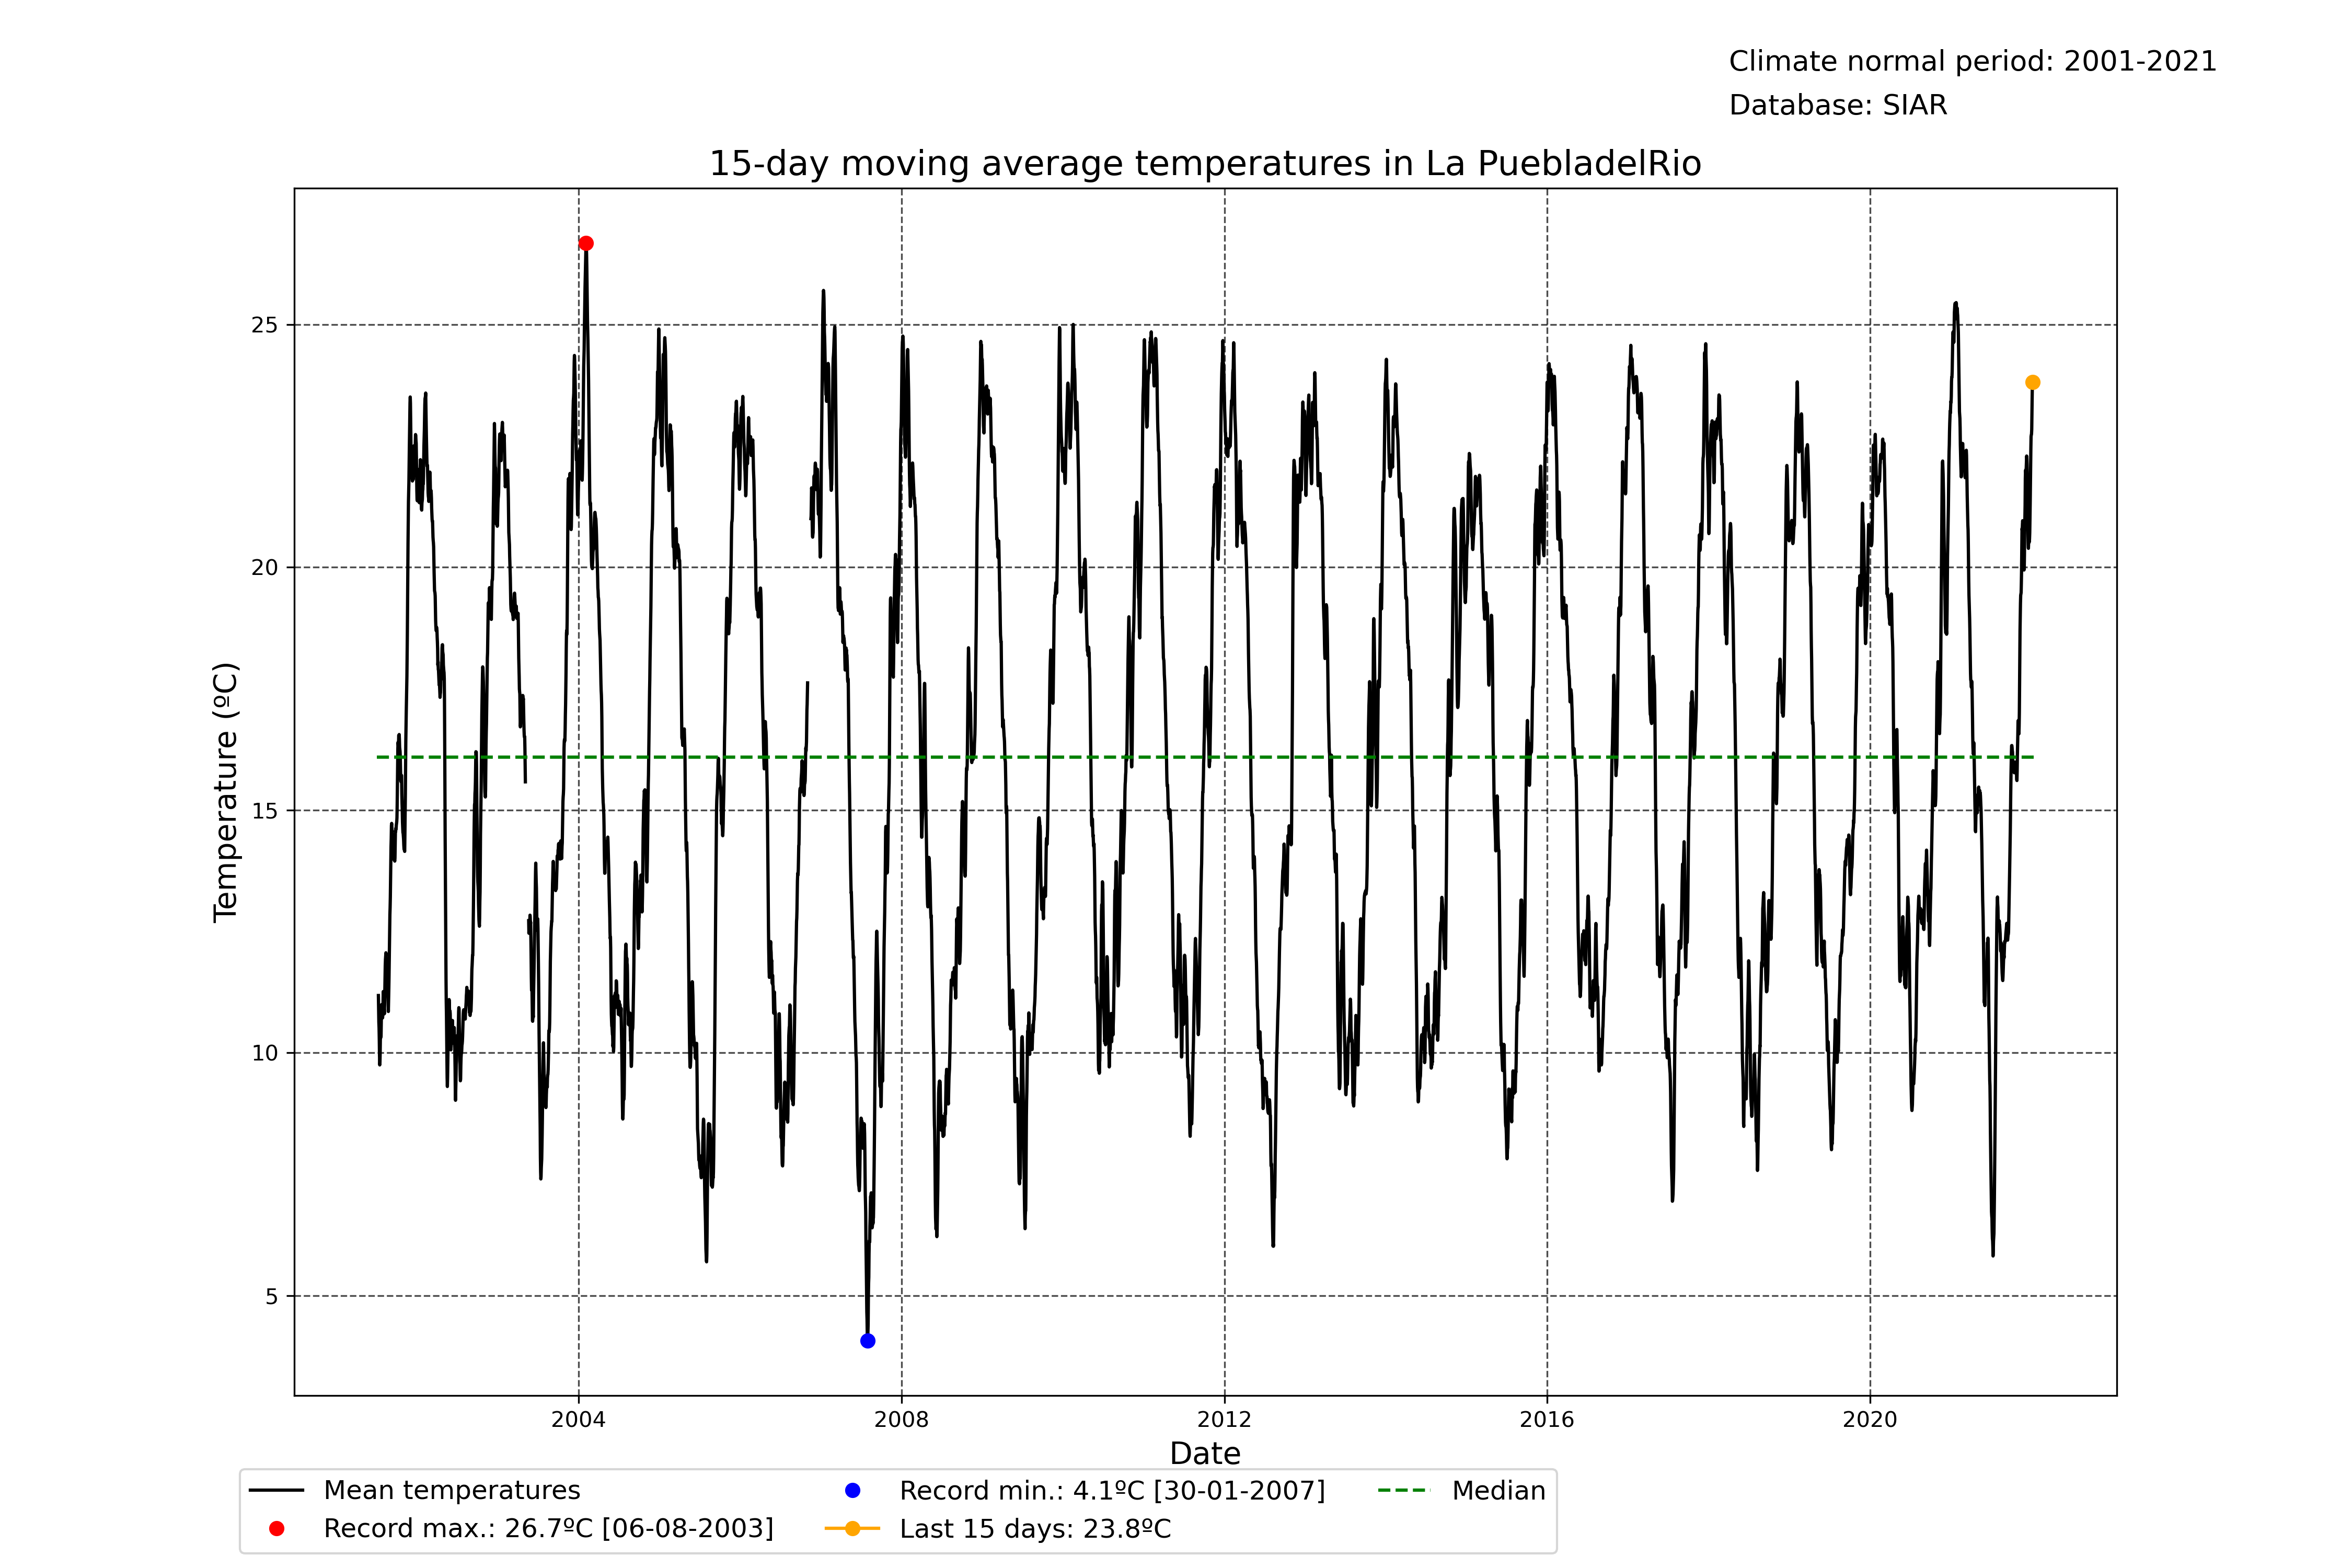 Climate normal period: 2001-2021
Database: SIAR
15-day moving average temperatures in La PuebladelRio
25
20
15
10
5
Temperature (ºC)
2004 2008 2012 2016 2020
Date
Mean temperatures
Record max.: 26.7ºC [06-08-2003]
Record min.: 4.1ºC [30-01-2007]
Last 15 days: 23.8ºC
Median